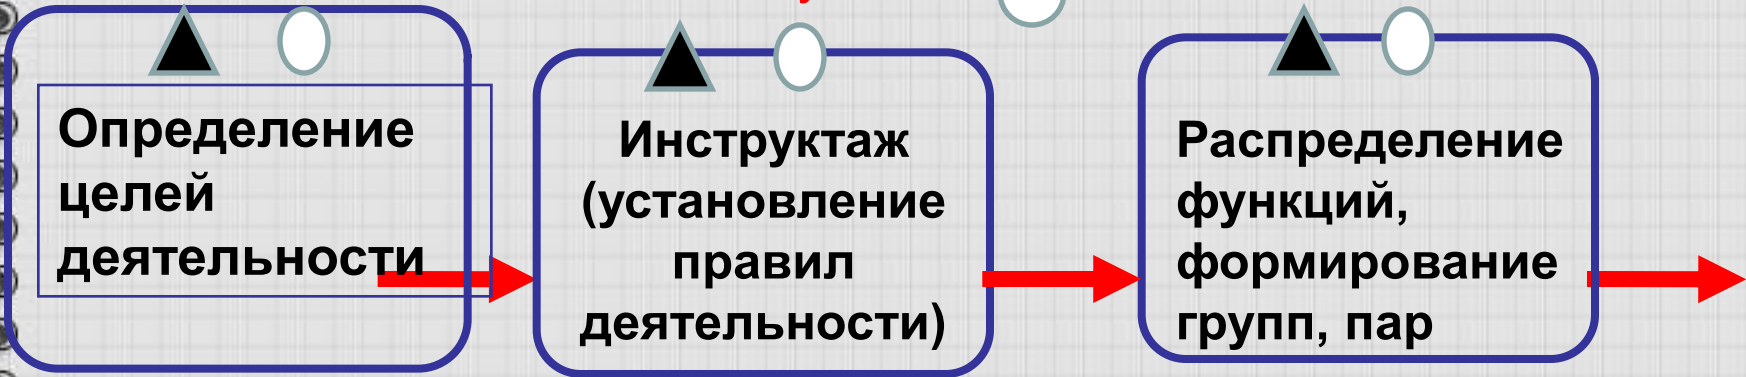 Определение
целей
деятельности
Инструктаж
(установление
правил
деятельности)
Распределение
функций,
формирование
групп, пар